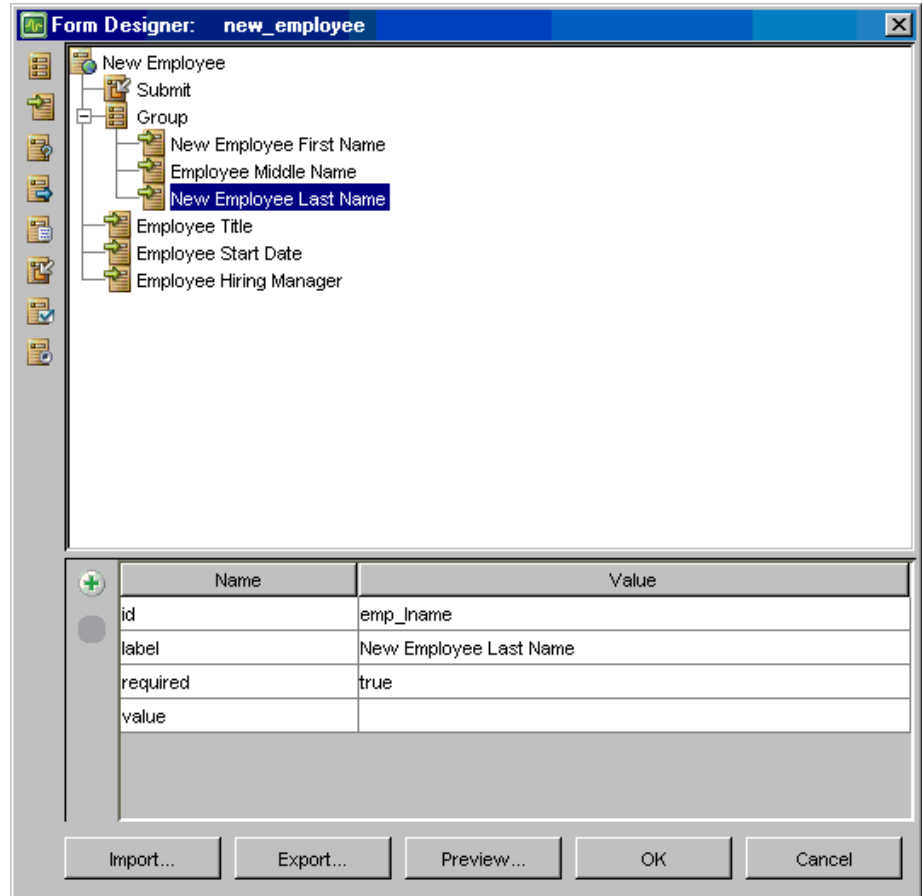 Form Designer: new_employee
New Employee
Submit
Group
New Employee First Name
Employee Middle Name
New Employee Last Name
Employee Title
Employee Start Date
Employee Hiring Manager
Name Value
id emp_lname
label New Employee Last Name
required true
value
Import... Export... Preview... OK Cancel